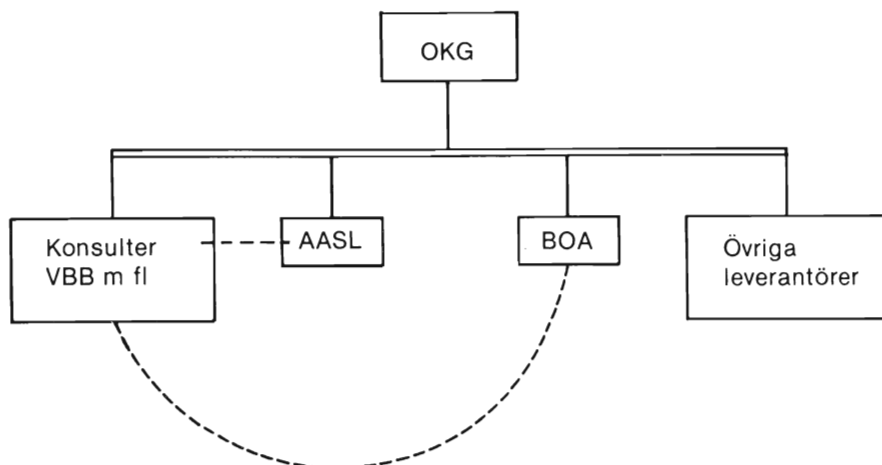 OKG
Konsulter
VBB m fl
AASL
BOA
Övriga
leverantörer